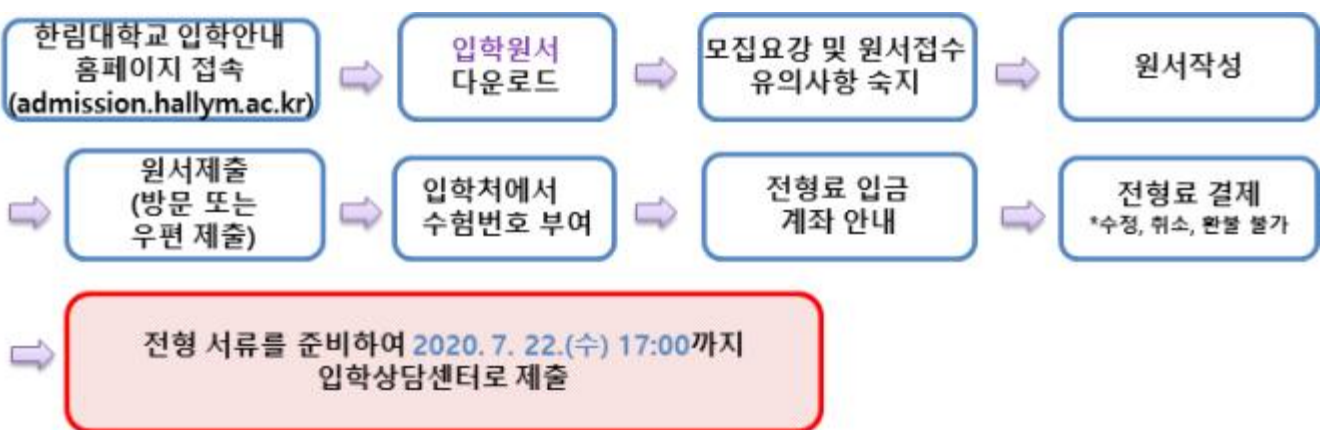 한림대학교 입학안내
홈페이지 접속
(admission.hallym.ac.kr)
입학원서
다운로드
모집요강 및 원서접수
유의사항 숙지
원서작성
원서제출
(방문 또는
우편 제출)
입학처에서
수험번호 부여
전형료 입금
계좌 안내
전형료 결제
*수정, 취소, 환불 불가
전형 서류를 준비하여 2020. 7. 22.(수) 17:00까지
입학상담센터로 제출